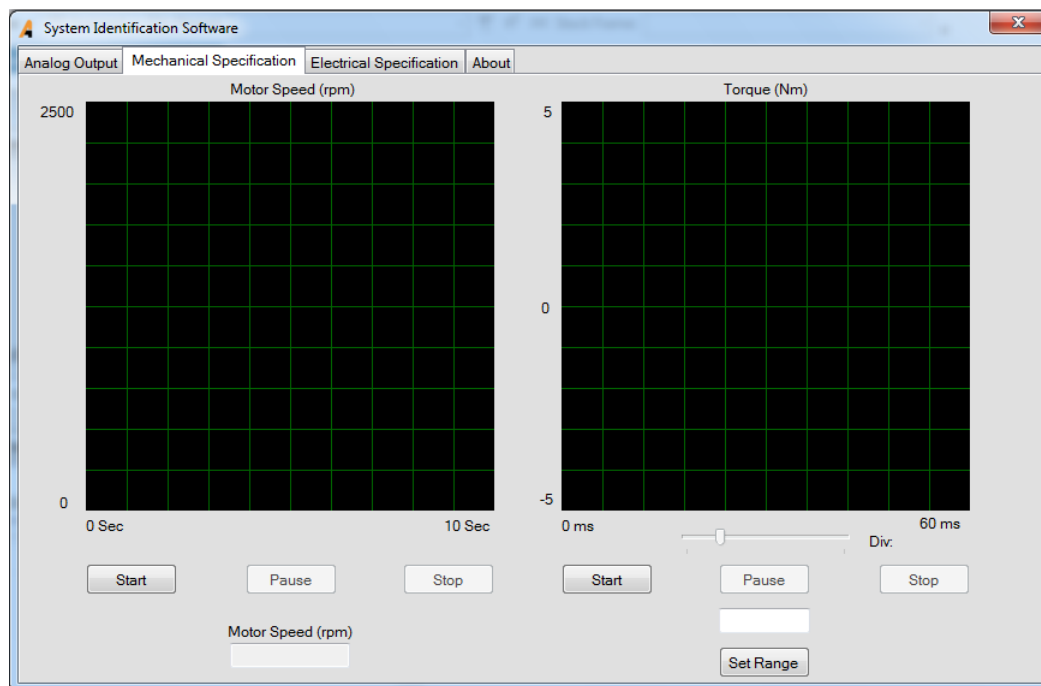 System Identification Software
Analog Output Mechanical Specification Electrical Specification About
Motor Speed (rpm)
2500
0
0 Sec 10 Sec
Start Pause Stop
Motor Speed (rpm)
Torque (Nm)
5
0
-5
0 ms 60 ms
Div:
Start Pause Stop
Set Range